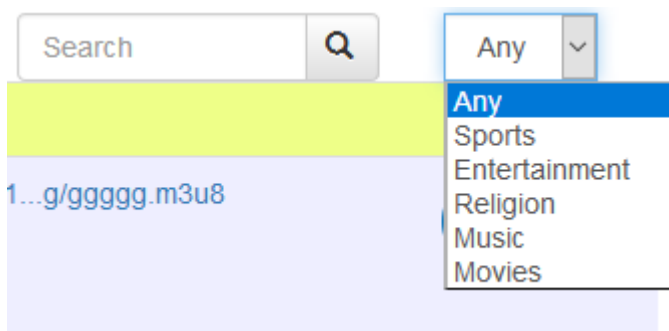 Search
Any
Any
Sports
Entertainment
1...g/ggggg.m3u8
Religion
Music
Movies